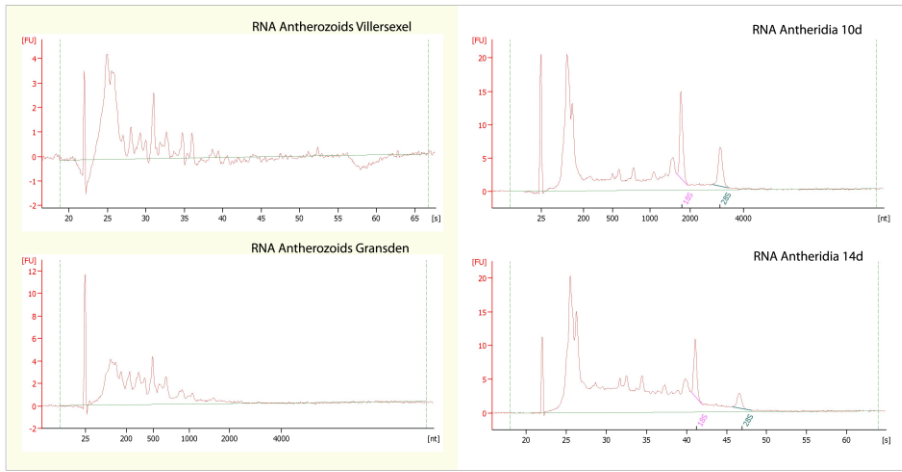 RNA Antherozoids Villersexel
[FU]
4
3
2
1
0
-1
-2
20 25 30 35 40 45 50 55 60 65 [s]
RNA Antheridia 10d
[FU]
20
15
10
5
0
25 200 500 1000 2000 4000 [nt]
18S 28S
RNA Antherozoids Gransden
[FU]
12
10
8
6
4
2
0
-2
25 200 500 1000 2000 4000 [nt]
RNA Antheridia 14d
[FU]
20
15
10
5
0
18S 28S
20 25 30 35 40 45 50 55 60 [s]